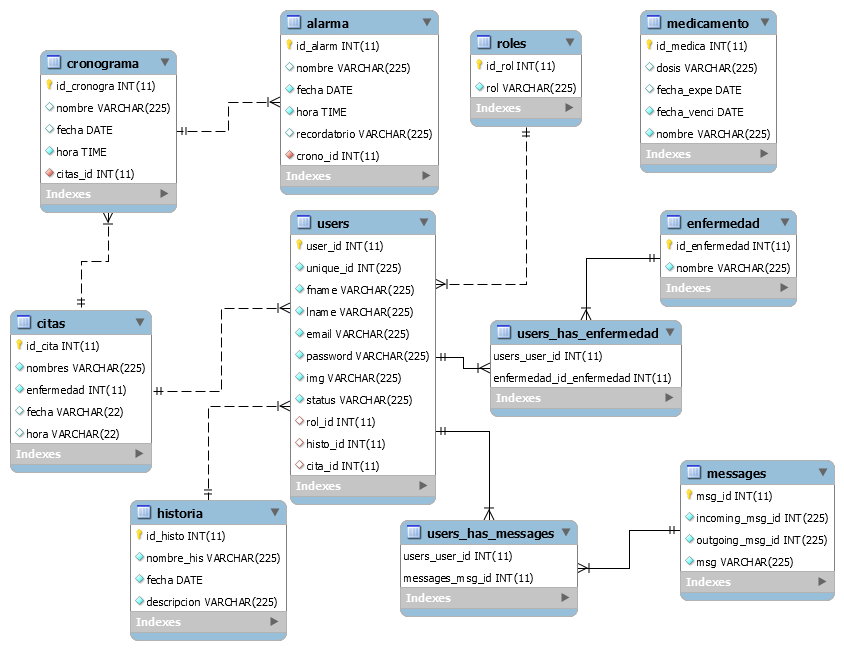 alarma
id_alarm INT(11)
nombre VARCHAR(225)
fecha DATE
hora TIME
recordatorio VARCHAR(225)
crono_id INT(11)
Indexes
medicamento
id_medica INT(11)
dosis VARCHAR(225)
fecha_expe DATE
fecha_venci DATE
nombre VARCHAR(225)
Indexes
roles
id_rol INT(11)
rol VARCHAR(225)
Indexes
cronograma
id_cronogra INT(11)
nombre VARCHAR(225)
fecha DATE
hora TIME
citas_id INT(11)
Indexes
users
user_id INT(11)
unique_id INT(225)
fname VARCHAR(225)
lname VARCHAR(225)
email VARCHAR(225)
password VARCHAR(225)
img VARCHAR(225)
status VARCHAR(225)
rol_id INT(11)
histo_id INT(11)
cita_id INT(11)
Indexes
enfermedad
id_enfermedad INT(11)
nombre VARCHAR(225)
Indexes
citas
id_cita INT(11)
nombres VARCHAR(225)
enfermedad INT(11)
fecha VARCHAR(22)
hora VARCHAR(22)
Indexes
users_has_enfermedad
users_user_id INT(11)
enfermedad_id_enfermedad INT(11)
Indexes
historia
id_histo INT(11)
nombre_his VARCHAR(225)
fecha DATE
descripcion VARCHAR(225)
Indexes
users_has_messages
users_user_id INT(11)
messages_msg_id INT(11)
Indexes
messages
msg_id INT(11)
incoming_msg_id INT(225)
outgoing_msg_id INT(225)
msg VARCHAR(225)
Indexes